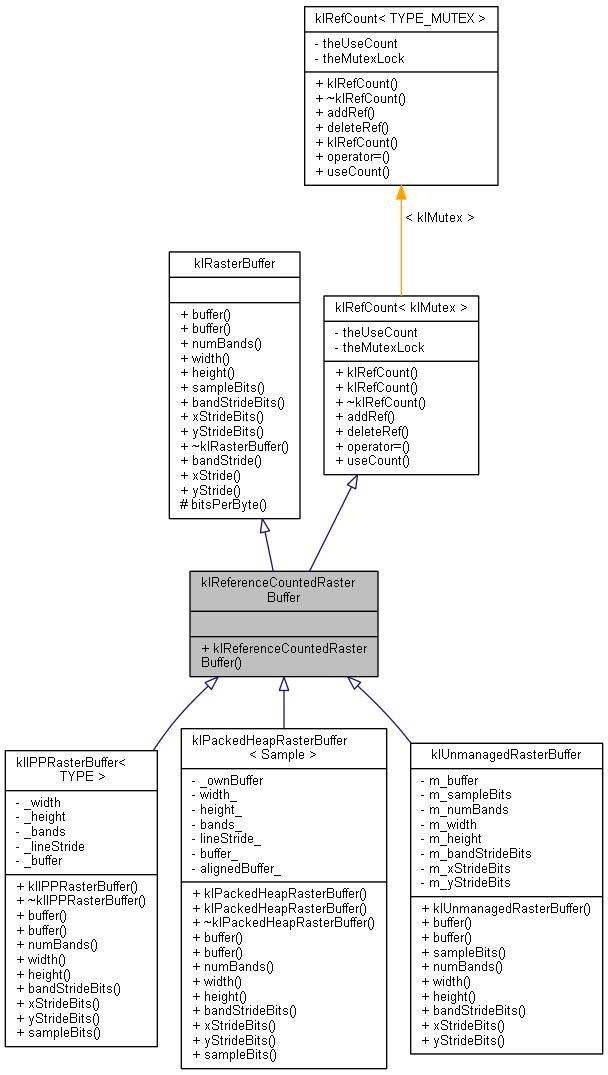 klRefCount< TYPE_MUTEX >
- theUseCount
- theMutexLock
+ klRefCount()
+ ~klRefCount()
+ addRef()
+ deleteRef()
+ klRefCount()
+ operator=()
+ useCount()
< klMutex >
klRasterBuffer
+ buffer()
+ buffer()
+ numBands()
+ width()
+ height()
+ sampleBits()
+ bandStrideBits()
+ xStrideBits()
+ yStrideBits()
+ ~klRasterBuffer()
+ bandStride()
+ xStride()
+ yStride()
# bitsPerByte()
klRefCount< klMutex >
- theUseCount
- theMutexLock
+ klRefCount()
+ klRefCount()
+ ~klRefCount()
+ addRef()
+ deleteRef()
+ operator=()
+ useCount()
klReferenceCountedRaster
Buffer
+ klReferenceCountedRaster
Buffer()
klIPPRasterBuffer<
TYPE >
- _width
- _height
- _bands
- _lineStride
- _buffer
+ klIPPRasterBuffer()
+ ~klIPPRasterBuffer()
+ buffer()
+ buffer()
+ numBands()
+ width()
+ height()
+ bandStrideBits()
+ xStrideBits()
+ yStrideBits()
+ sampleBits()
klPackedHeapRasterBuffer
< Sample >
- _ownBuffer
- width_
- height_
- bands_
- lineStride_
- buffer_
- alignedBuffer_
+ klPackedHeapRasterBuffer()
+ klPackedHeapRasterBuffer()
+ ~klPackedHeapRasterBuffer()
+ buffer()
+ buffer()
+ numBands()
+ width()
+ height()
+ bandStrideBits()
+ xStrideBits()
+ yStrideBits()
+ sampleBits()
klUnmanagedRasterBuffer
- m_buffer
- m_sampleBits
- m_numBands
- m_width
- m_height
- m_bandStrideBits
- m_xStrideBits
- m_yStrideBits
+ klUnmanagedRasterBuffer()
+ buffer()
+ buffer()
+ sampleBits()
+ numBands()
+ width()
+ height()
+ bandStrideBits()
+ xStrideBits()
+ yStrideBits()